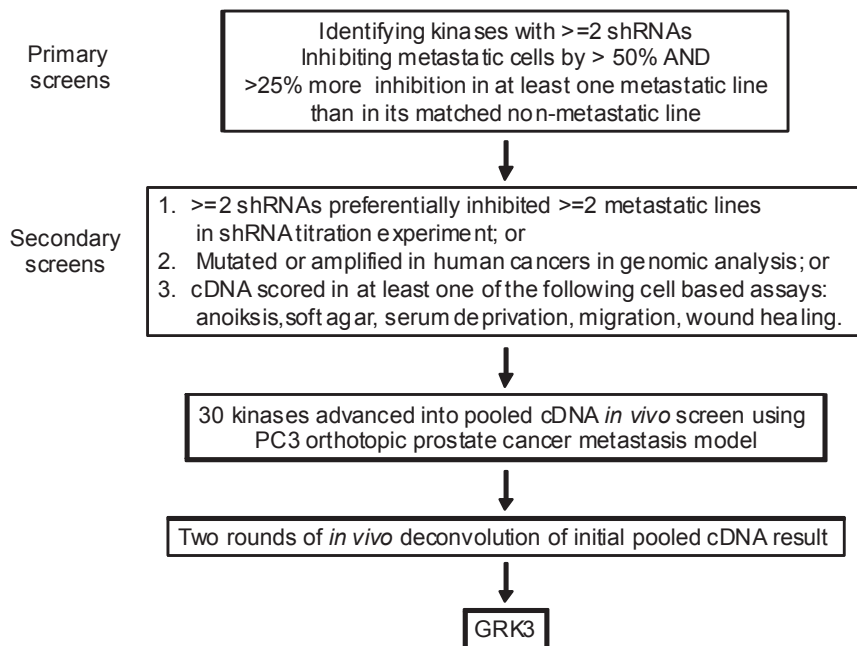 Primary
screens
Identifying kinases with >=2 shRNAs
Inhibiting metastatic cells by > 50% AND
>25% more inhibition in at least one metastatic line
than in its matched non-metastatic line
Secondary
screens
1. >=2 shRNAs preferentially inhibited >=2 metastatic lines
in shRNA titration experiment; or
2. Mutated or amplified in human cancers in genomic analysis; or
3. cDNA scored in at least one of the following cell based assays:
anoiksis, soft agar, serum deprivation, migration, wound healing.
30 kinases advanced into pooled cDNA in vivo screen using
PC3 orthotopic prostate cancer metastasis model
Two rounds of in vivo deconvolution of initial pooled cDNA result
GRK3